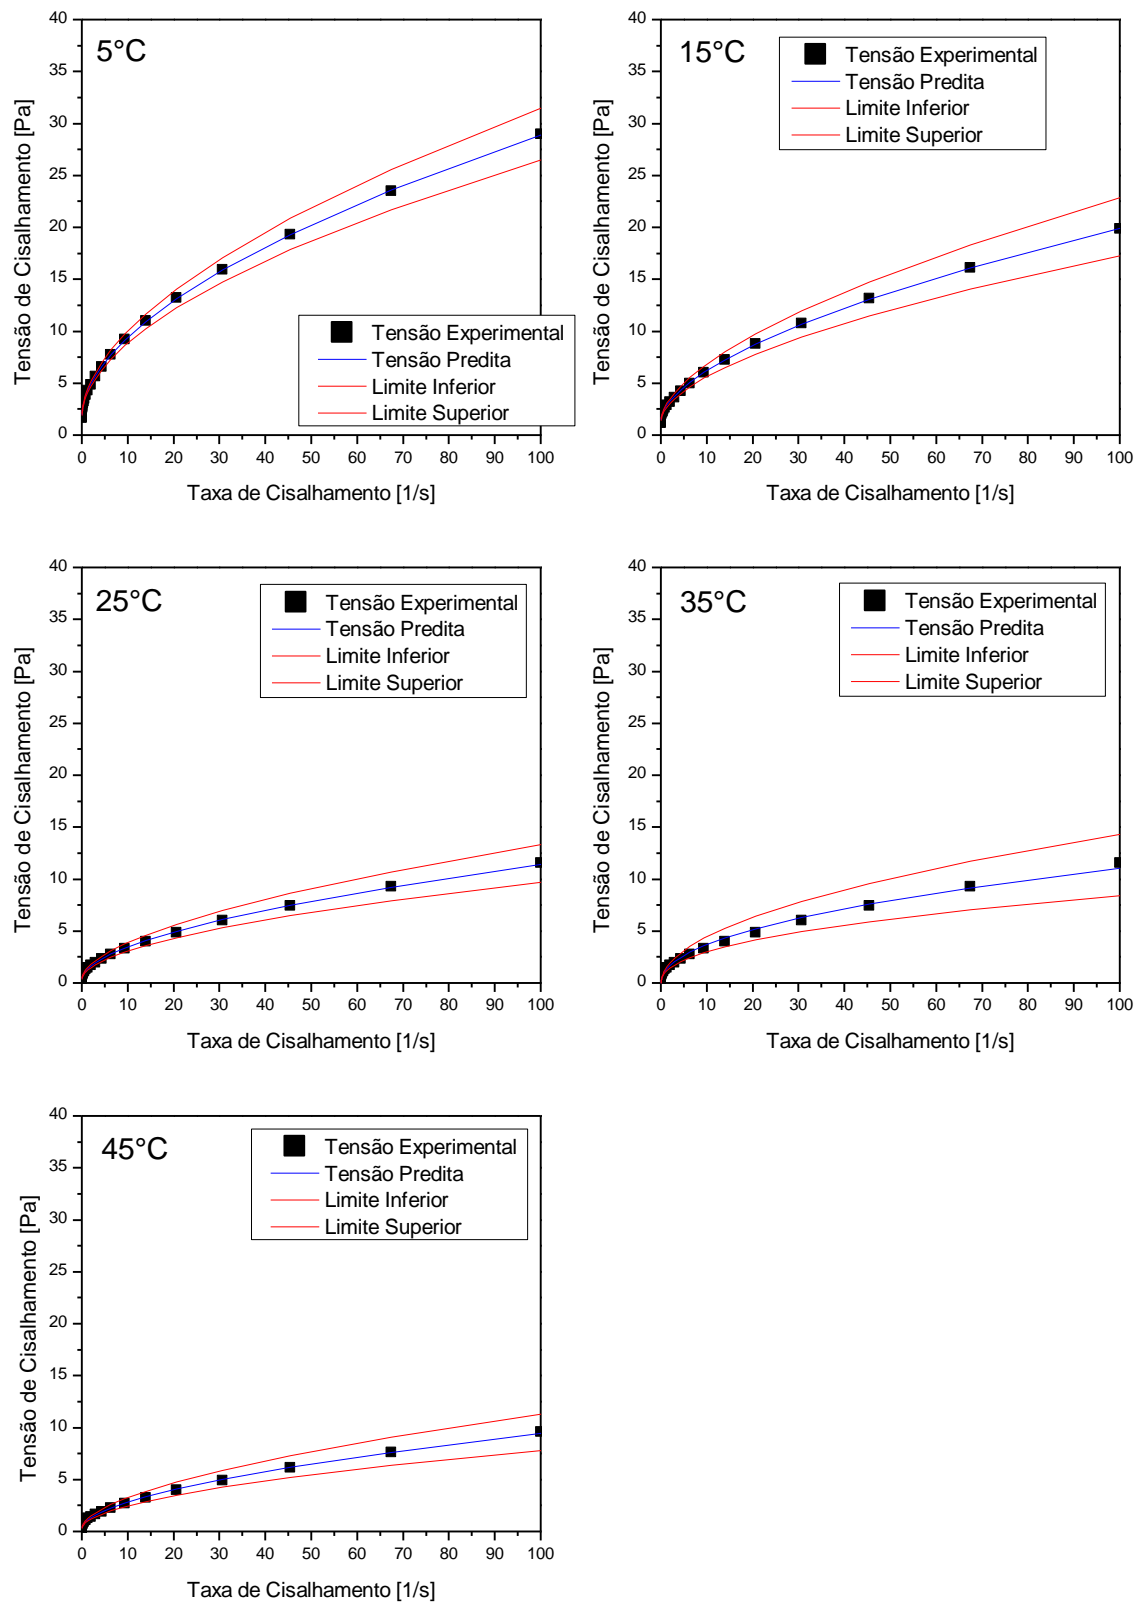 5°C
Tensão de Cisalhamento [Pa]
40
35
30
25
20
15
10
5
0
Tensão Experimental
Tensão Predita
Limite Inferior
Limite Superior
0 10 20 30 40 50 60 70 80 90 100
Taxa de Cisalhamento [1/s]
15°C
Tensão de Cisalhamento [Pa]
40
35
30
25
20
15
10
5
0
Tensão Experimental
Tensão Predita
Limite Inferior
Limite Superior
0 10 20 30 40 50 60 70 80 90 100
Taxa de Cisalhamento [1/s]
25°C
Tensão de Cisalhamento [Pa]
40
35
30
25
20
15
10
5
0
Tensão Experimental
Tensão Predita
Limite Inferior
Limite Superior
0 10 20 30 40 50 60 70 80 90 100
Taxa de Cisalhamento [1/s]
35°C
Tensão de Cisalhamento [Pa]
40
35
30
25
20
15
10
5
0
Tensão Experimental
Tensão Predita
Limite Inferior
Limite Superior
0 10 20 30 40 50 60 70 80 90 100
Taxa de Cisalhamento [1/s]
45°C
Tensão de Cisalhamento [Pa]
40
35
30
25
20
15
10
5
0
Tensão Experimental
Tensão Predita
Limite Inferior
Limite Superior
0 10 20 30 40 50 60 70 80 90 100
Taxa de Cisalhamento [1/s]